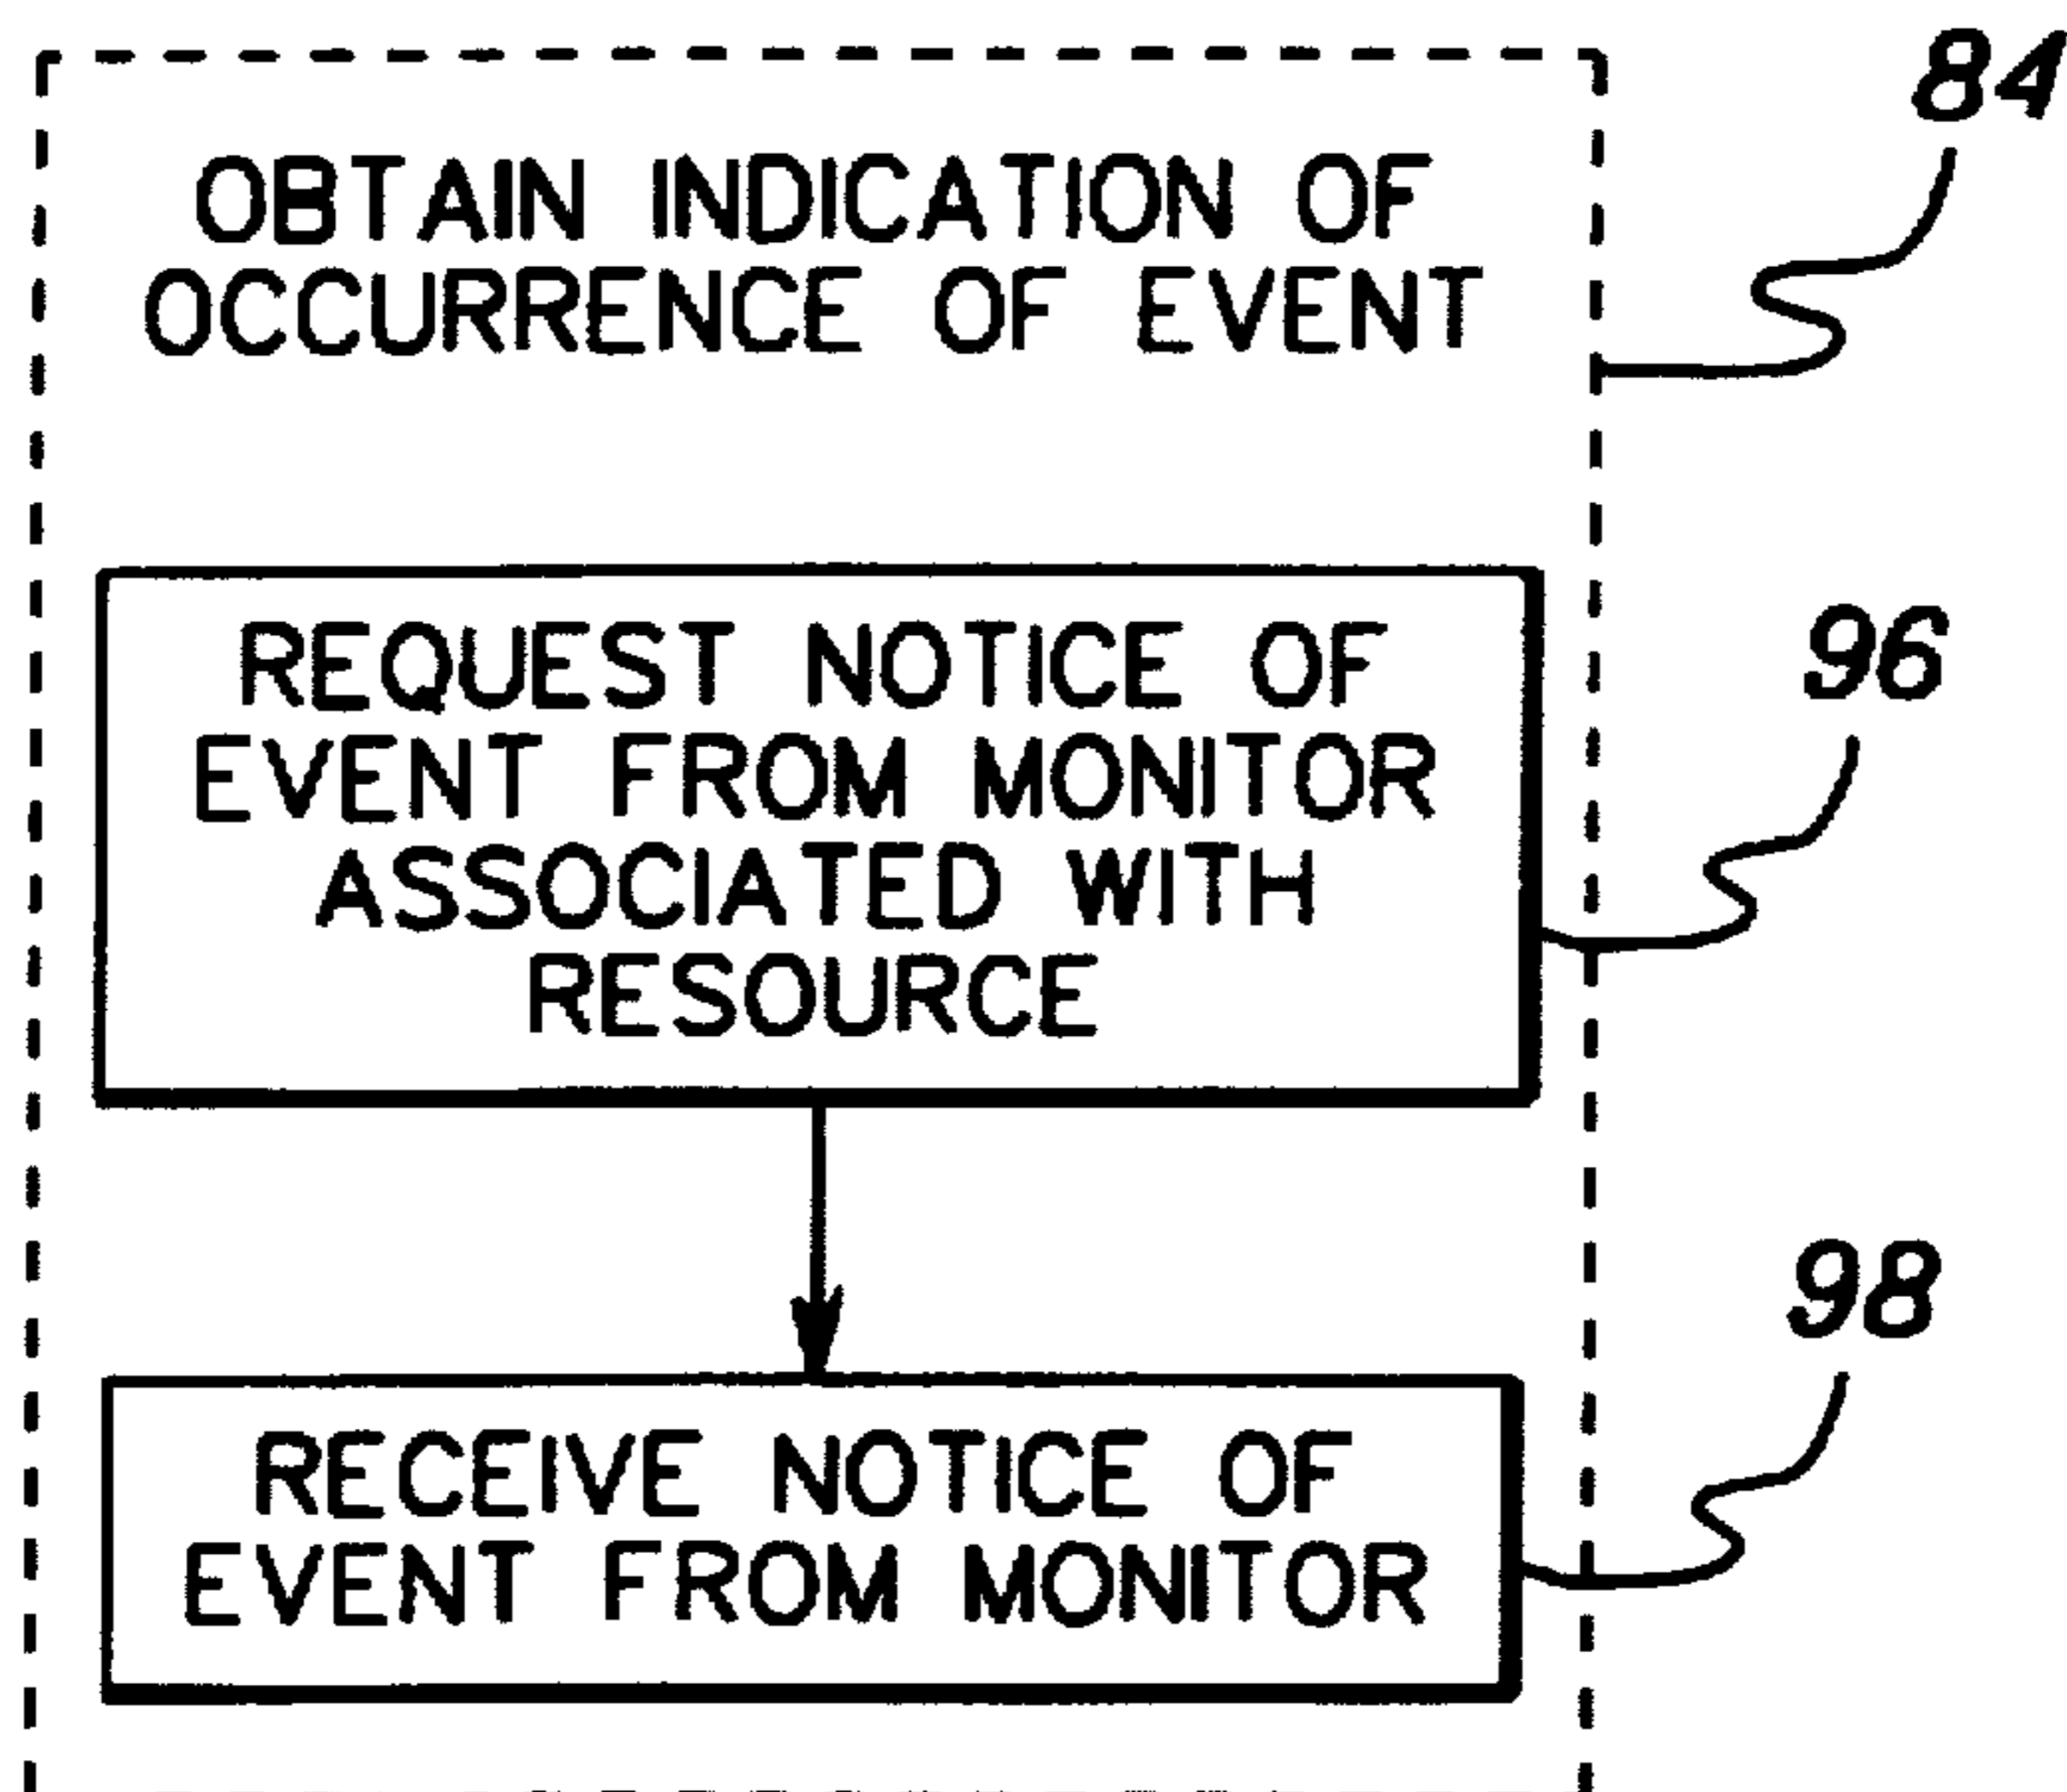 84
OBTAIN INDICATION OF
OCCURRENCE OF EVENT
96
REQUEST NOTICE OF
EVENT FROM MONITOR
ASSOCIATED WITH
RESOURCE
98
RECEIVE NOTICE OF
EVENT FROM MONITOR